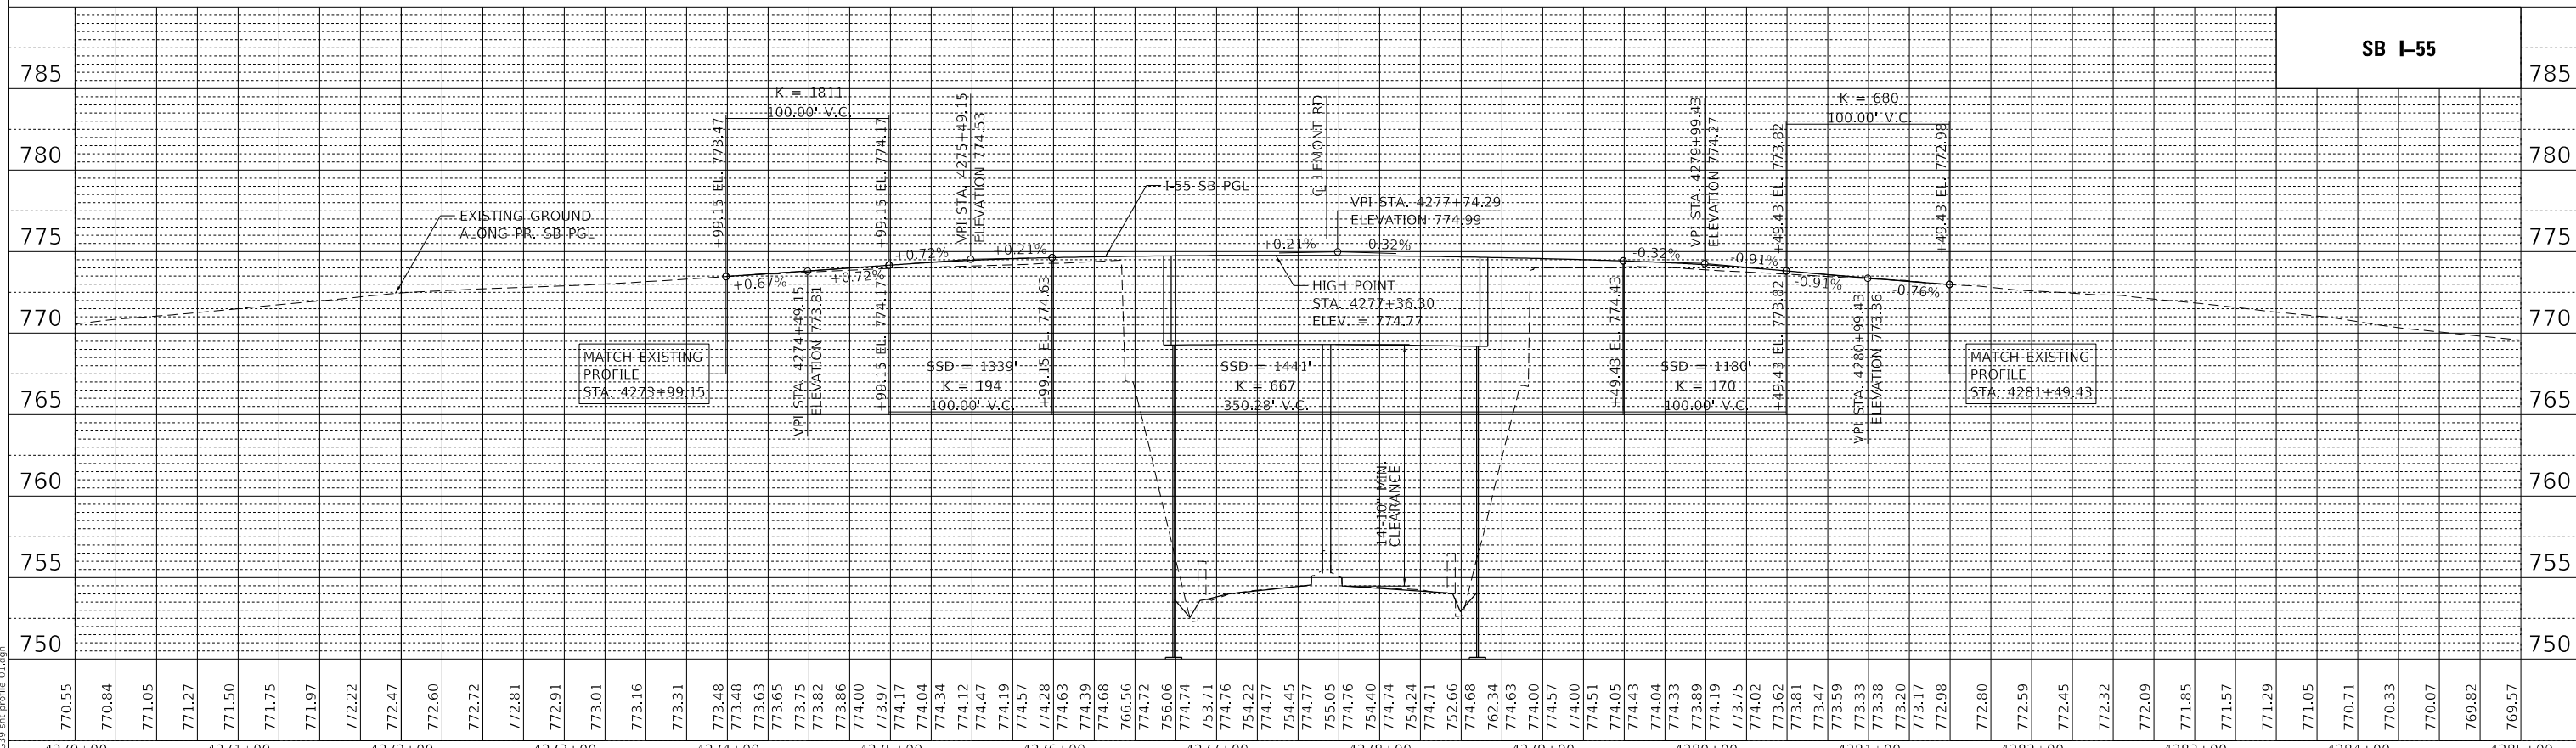 SB I–55
785
785
780
780
775
775
770
770
765
765
760
760
755
755
750
750
K = 1811
100.00' V.C.
+99.15 EL. 773.47
+99.15 EL. 774.17
VPI STA. 4275+49.15
ELEVATION 774.53
I-55 SB PGL
℄ LEMONT RD
VPI STA. 4277+74.29
ELEVATION 774.99
VPI STA. 4279+99.43
ELEVATION 774.27
K = 680
100.00' V.C.
+49.43 EL. 773.82
+49.43 EL. 772.98
EXISTING GROUND
ALONG PR. SB PGL
+0.67%
+0.72%
+0.72%
+0.21%
+0.21%
-0.32%
-0.32%
-0.91%
-0.91%
-0.76%
HIGH POINT
STA. 4277+36.30
ELEV. = 774.77
MATCH EXISTING
PROFILE
STA. 4273+99.15
VPI STA. 4274+49.15
ELEVATION 773.81
+99.15 EL. 774.17
SSD = 1339'
K = 194
100.00' V.C.
+99.15 EL. 774.63
SSD = 1441'
K = 667
350.28' V.C.
14'-10" MIN.
CLEARANCE
+49.43 EL. 774.43
SSD = 1180'
K = 170
100.00' V.C.
+49.43 EL. 773.82
VPI STA. 4280+99.43
ELEVATION 773.36
MATCH EXISTING
PROFILE
STA. 4281+49.43
770.55 770.84 771.05 771.27 771.50 771.75 771.97 772.22 772.47 772.60 772.72 772.81 772.91 773.01 773.16 773.31 773.48 773.48 773.63 773.65 773.75 773.82 773.86 774.00 773.97 774.17 774.04 774.34 774.12 774.47 774.19 774.57 774.28 774.63 774.39 774.68 766.56 774.72 756.06 774.74 753.71 774.76 754.22 774.77 754.45 774.77 755.05 774.76 754.40 774.74 754.24 774.71 752.66 774.68 762.34 774.63 774.00 774.57 774.00 774.51 774.05 774.43 774.04 774.33 773.89 774.19 773.75 774.02 773.62 773.81 773.47 773.59 773.33 773.38 773.20 773.17 772.98 772.80 772.59 772.45 772.32 772.09 771.85 771.57 771.29 771.05 770.71 770.33 770.07 769.82 769.57